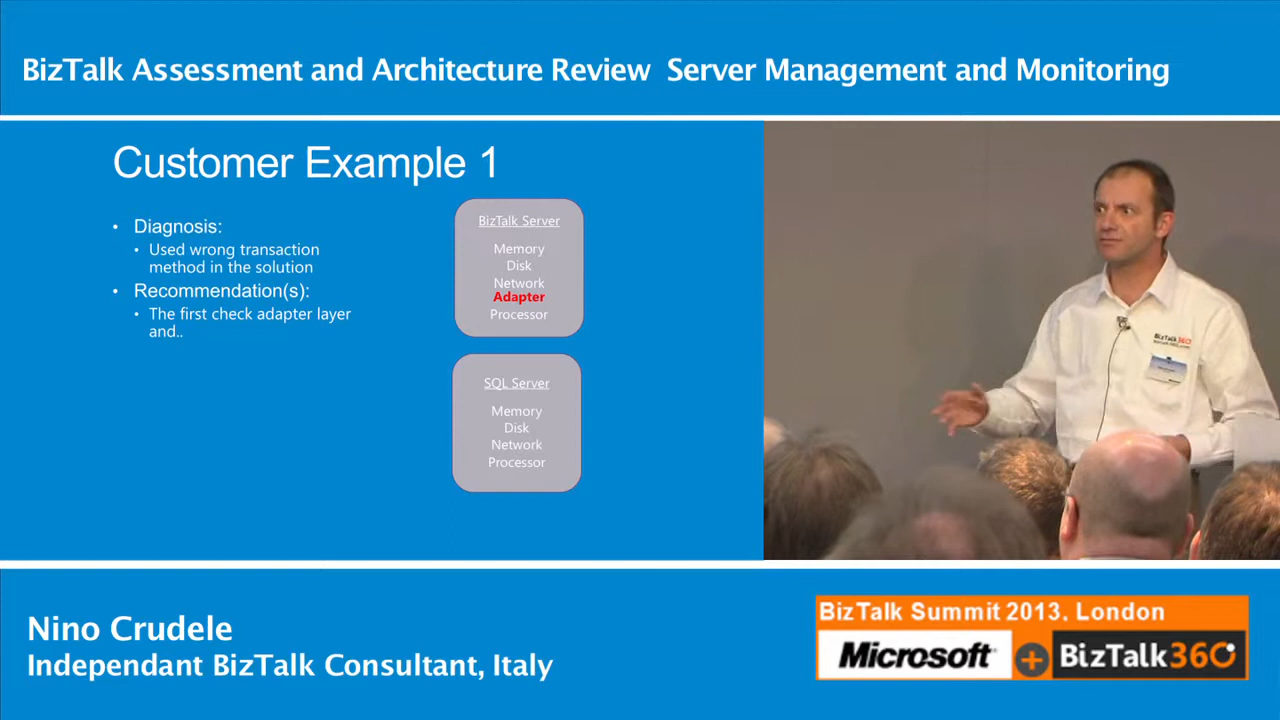 BizTalk Assessment and Architecture Review Server Management and Monitoring
Customer Example 1
• Diagnosis:
• Used wrong transaction
method in the solution
• Recommendation(s):
• The first check adapter layer
and..
BizTalk Server
Memory
Disk
Network
Adapter
Processor
SQL Server
Memory
Disk
Network
Processor
BizTalk360
Nino Crudele
Independant BizTalk Consultant, Italy
BizTalk Summit 2013, London
Microsoft + BizTalk360